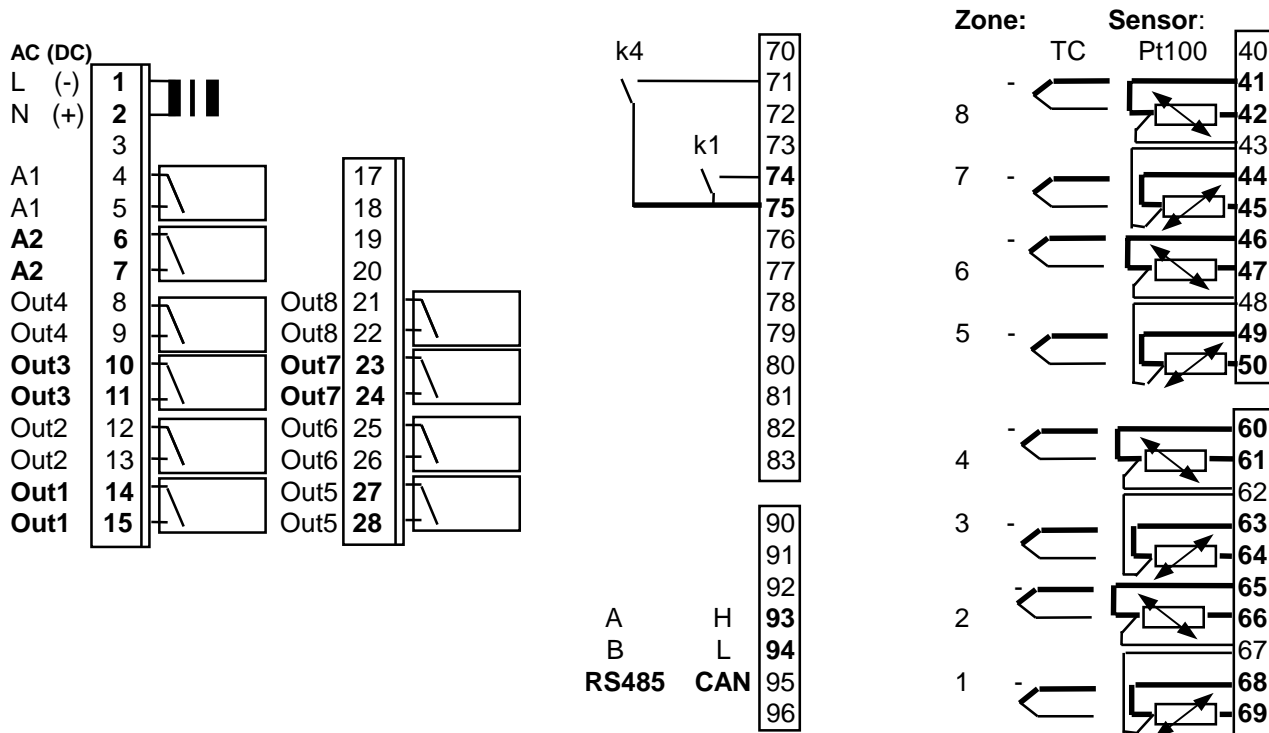 AC (DC)
L (-) 1
N (+) 2
3
A1 4
A1 5
A2 6
A2 7
Out4 8
Out4 9
Out3 10
Out3 11
Out2 12
Out2 13
Out1 14
Out1 15
17
18
19
20
Out8 21
Out8 22
Out7 23
Out7 24
Out6 25
Out6 26
Out5 27
Out5 28
k4 70
71
72
k1 73
74
75
76
77
78
79
80
81
82
83
90
91
92
A H 93
B L 94
RS485 CAN 95
96
Zone: Sensor:
TC Pt100 40
- 41
8 42
43
7 - 44
45
- 46
6 47
48
5 - 49
50
- 60
4 61
62
3 - 63
64
- 65
2 66
67
1 - 68
69